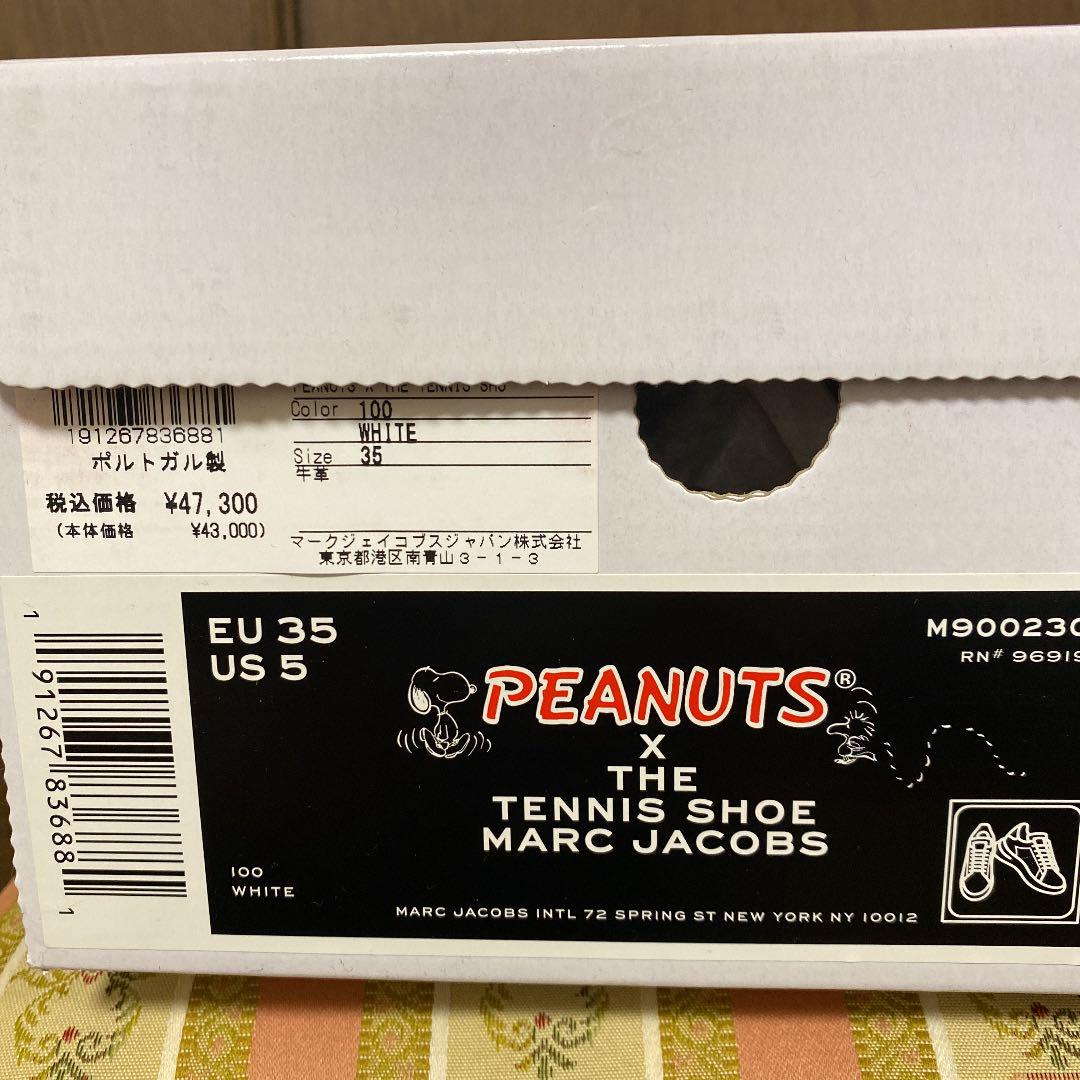 PEANUTS X THE TENNIS SHO
Color 100
WHITE
Size 35
牛革
191267836881
ポルトガル製
税込価格 ¥47,300
(本体価格 ¥43,000)
マークジェイコブスジャパン株式会社
東京都港区南青山3-1-3
1 91267 83688 1
EU 35
US 5
M900230
RN# 96919
PEANUTS®
X
THE
TENNIS SHOE
MARC JACOBS
100
WHITE
MARC JACOBS INTL 72 SPRING ST NEW YORK NY 10012